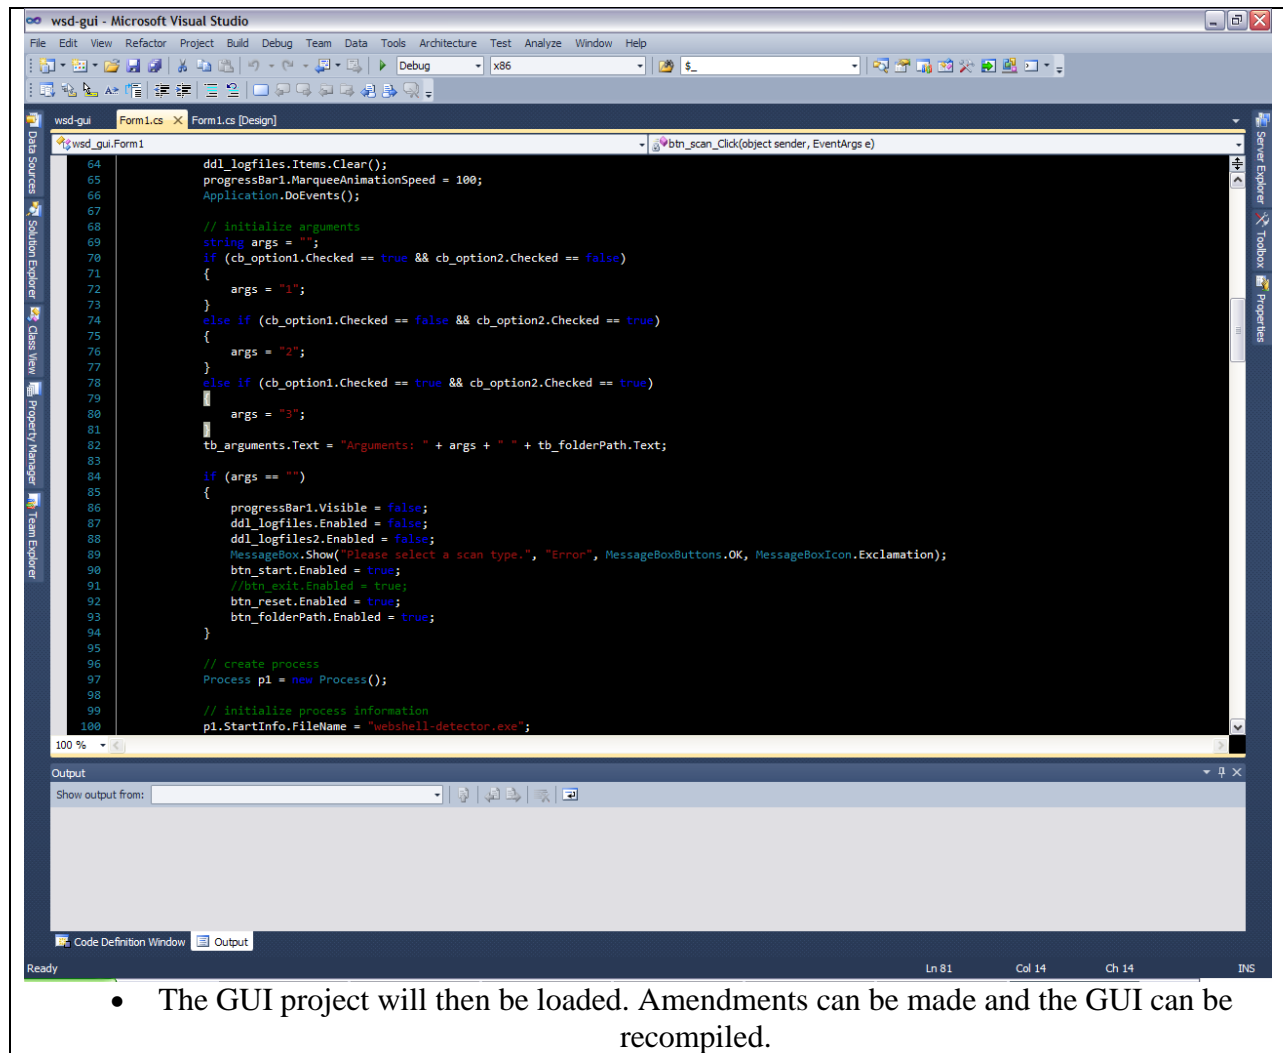 wsd-gui - Microsoft Visual Studio
File Edit View Refactor Project Build Debug Team Data Tools Architecture Test Analyze Window Help
Debug x86 $_
wsd-gui Form1.cs Form1.cs [Design]
wsd_gui.Form1 btn_scan_Click(object sender, EventArgs e)
Data Sources
Solution Explorer
Class View
Property Manager
Team Explorer
64 ddl_logfiles.Items.Clear();
65 progressBar1.MarqueeAnimationSpeed = 100;
66 Application.DoEvents();
67
68 // initialize arguments
69 string args = "";
70 if (cb_option1.Checked == true && cb_option2.Checked == false)
71 {
72 args = "1";
73 }
74 else if (cb_option1.Checked == false && cb_option2.Checked == true)
75 {
76 args = "2";
77 }
78 else if (cb_option1.Checked == true && cb_option2.Checked == true)
79 {
80 args = "3";
81 }
82 tb_arguments.Text = "Arguments: " + args + " " + tb_folderPath.Text;
83
84 if (args == "")
85 {
86 progressBar1.Visible = false;
87 ddl_logfiles.Enabled = false;
88 ddl_logfiles2.Enabled = false;
89 MessageBox.Show("Please select a scan type.", "Error", MessageBoxButtons.OK, MessageBoxIcon.Exclamation);
90 btn_start.Enabled = true;
91 //btn_exit.Enabled = true;
92 btn_reset.Enabled = true;
93 btn_folderPath.Enabled = true;
94 }
95
96 // create process
97 Process p1 = new Process();
98
99 // initialize process information
100 p1.StartInfo.FileName = "webshell-detector.exe";
Server Explorer
Toolbox
Properties
100 %
Output
Show output from:
Code Definition Window Output
Ready Ln 81 Col 14 Ch 14 INS
• The GUI project will then be loaded. Amendments can be made and the GUI can be
recompiled.